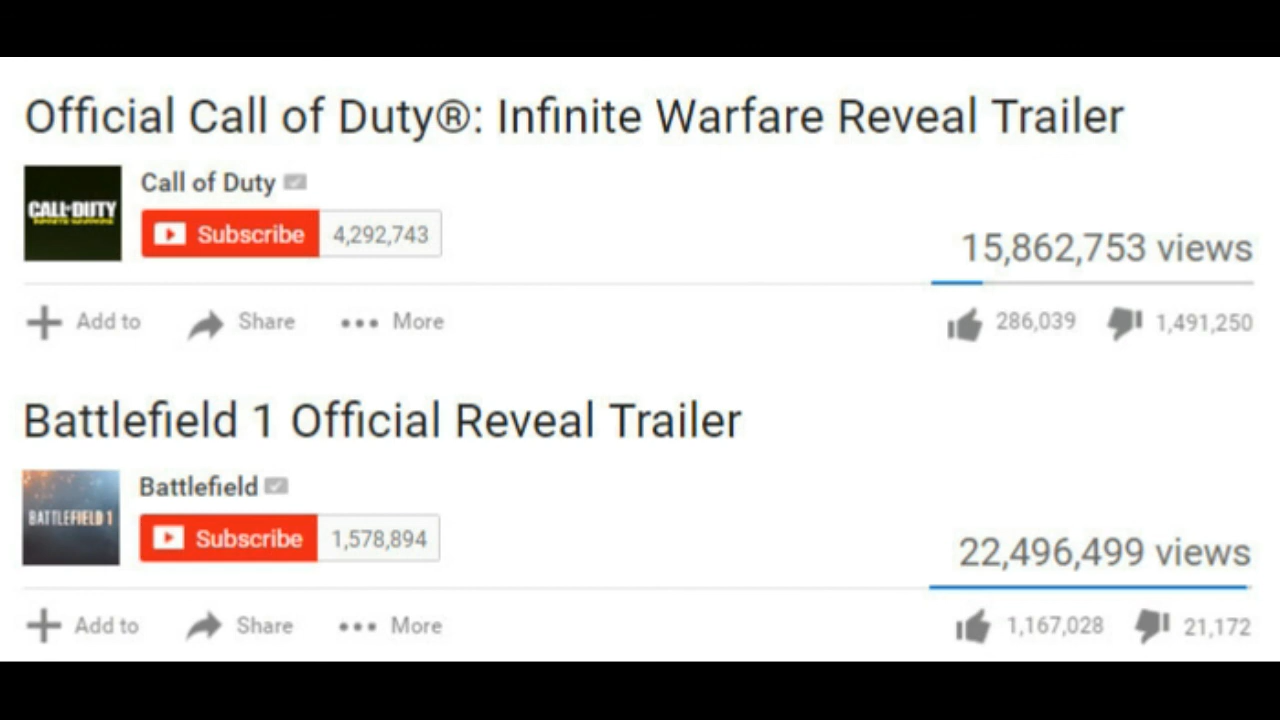 Official Call of Duty®: Infinite Warfare Reveal Trailer
CALL OF DUTY
Call of Duty
Subscribe 4,292,743
15,862,753 views
Add to Share More 286,039 1,491,250
Battlefield 1 Official Reveal Trailer
BATTLEFIELD 1
Battlefield
Subscribe 1,578,894
22,496,499 views
Add to Share More 1,167,028 21,172